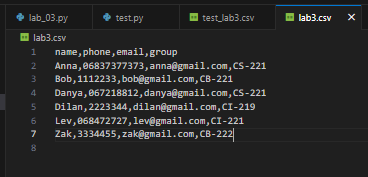 lab_03.py
test.py
test_lab3.csv
lab3.csv
lab3.csv
1 name,phone,email,group
2 Anna,06837377373,anna@gmail.com,CS-221
3 Bob,1112233,bob@gmail.com,CB-221
4 Danya,067218812,danya@gmail.com,CS-221
5 Dilan,2223344,dilan@gmail.com,CI-219
6 Lev,068472727,lev@gmail.com,CI-221
7 Zak,3334455,zak@gmail.com,CB-222
8